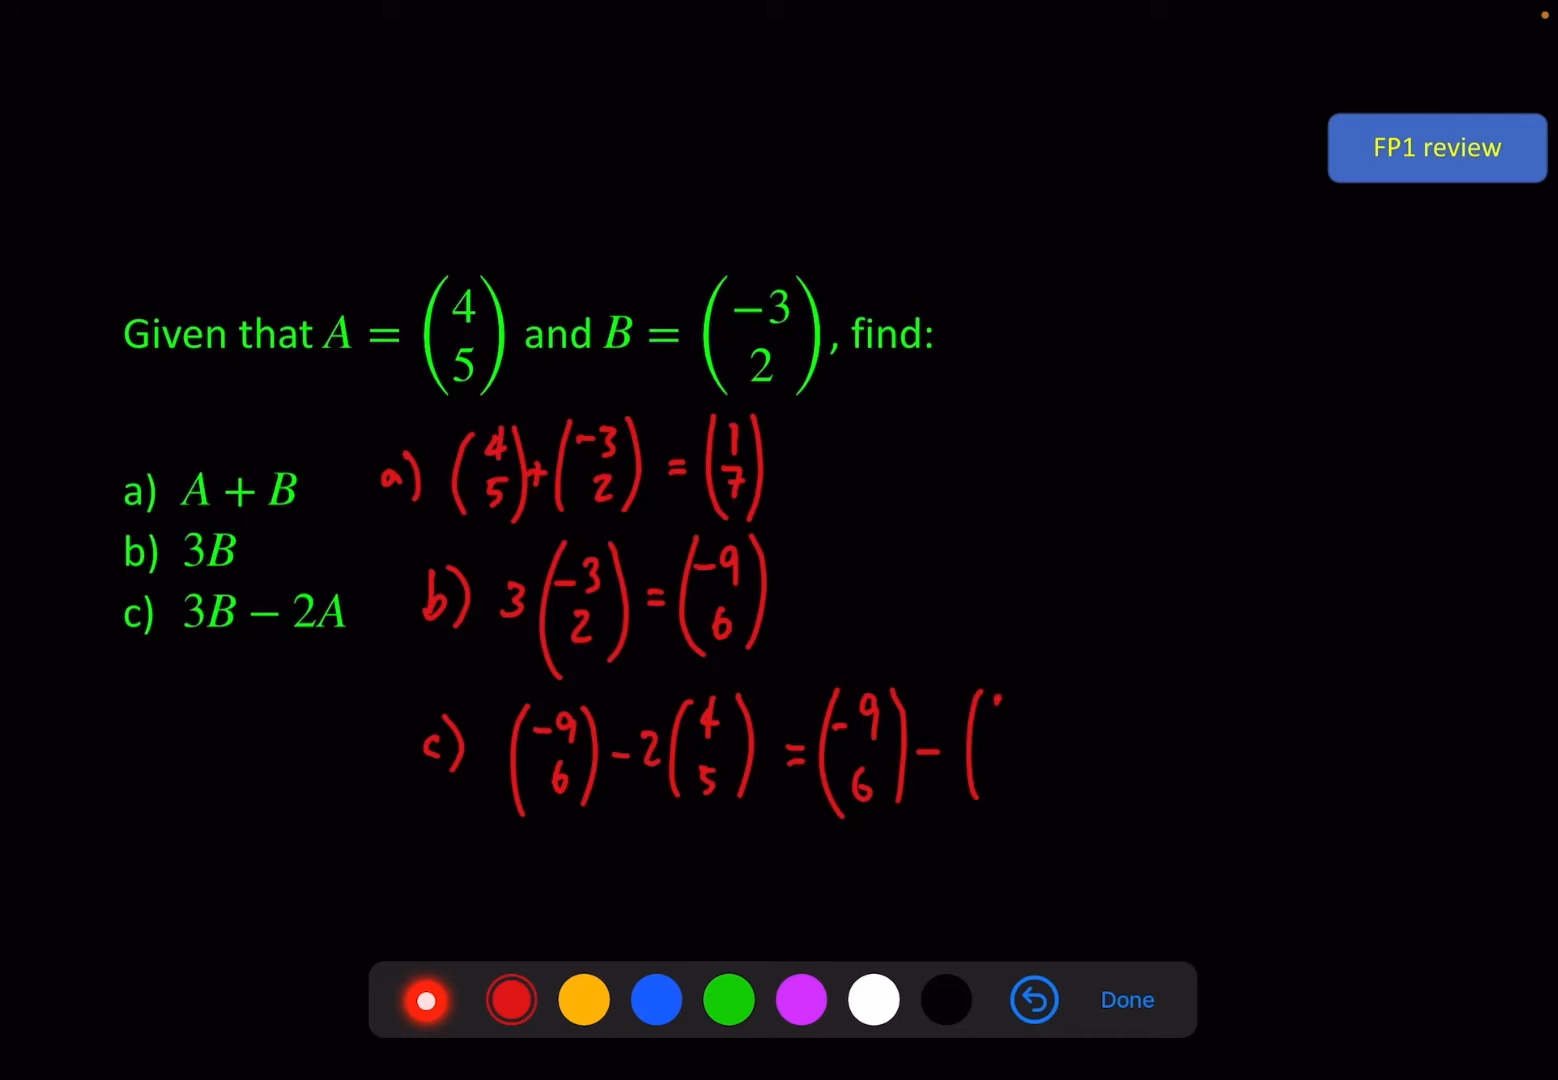 FP1 review
Given that A = (4 5) and B = (−3 2), find:
a) A + B
b) 3B
c) 3B − 2A
a) (4 5) + (−3 2) = (1 7)
b) 3 (−3 2) = (−9 6)
c) (−9 6) − 2 (4 5) = (−9 6) − (
Done